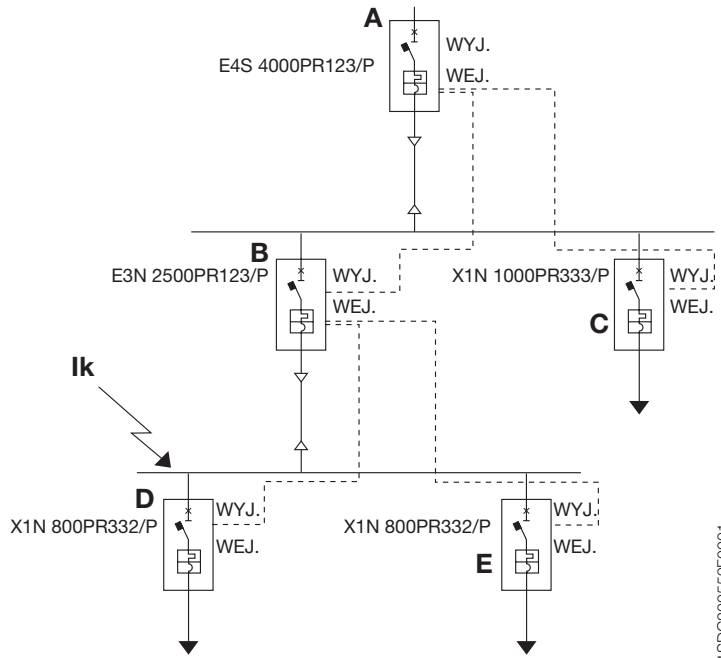 A
WYJ.
E4S 4000PR123/P
WEJ.
B
E3N 2500PR123/P
WYJ.
WEJ.
X1N 1000PR333/P
WYJ.
WEJ.
C
Ik
D
X1N 800PR332/P
WYJ.
WEJ.
X1N 800PR332/P
WYJ.
WEJ.
E